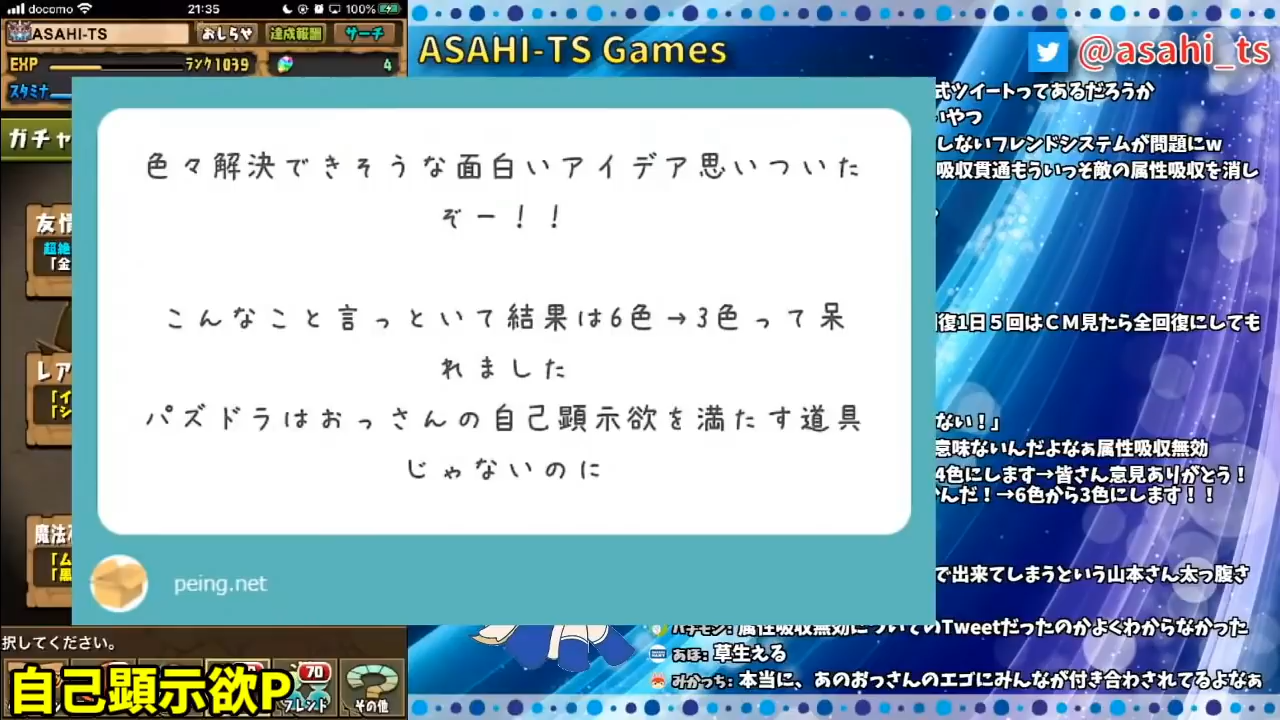 docomo 21:35 100%
ASAHI-TS おしらせ 達成報酬 サーチ
EXP ランク1079 4
スタミナ
ガチャ
友情
超絶
「金
レア
「イ
「シ
魔法石
「ム
「黒
択してください。
70
フレンド
その他
自己顕示欲P
色々解決できそうな面白いアイデア思いついた
ぞー！！
こんなこと言っといて結果は6色→3色って呆
れました
パズドラはおっさんの自己顕示欲を満たす道具
じゃないのに
peing.net
ASAHI-TS Games
@asahi_ts
式ツイートってあるだろうか
いやつ
しないフレンドシステムが問題にw
吸収貫通もういっそ敵の属性吸収を消し
復1日５回はＣＭ見たら全回復にしても
ない！」
意味ないんだよなぁ属性吸収無効
4色にします→皆さん意見ありがとう！
んだ！→6色から3色にします！！
で出来てしまうという山本さん太っ腹さ
ハナモン: 属性吸収無効についてのTweetだったのかよくわからなかった
あぽ: 草生える
みかっち: 本当に、あのおっさんのエゴにみんなが付き合わされてるよなぁ